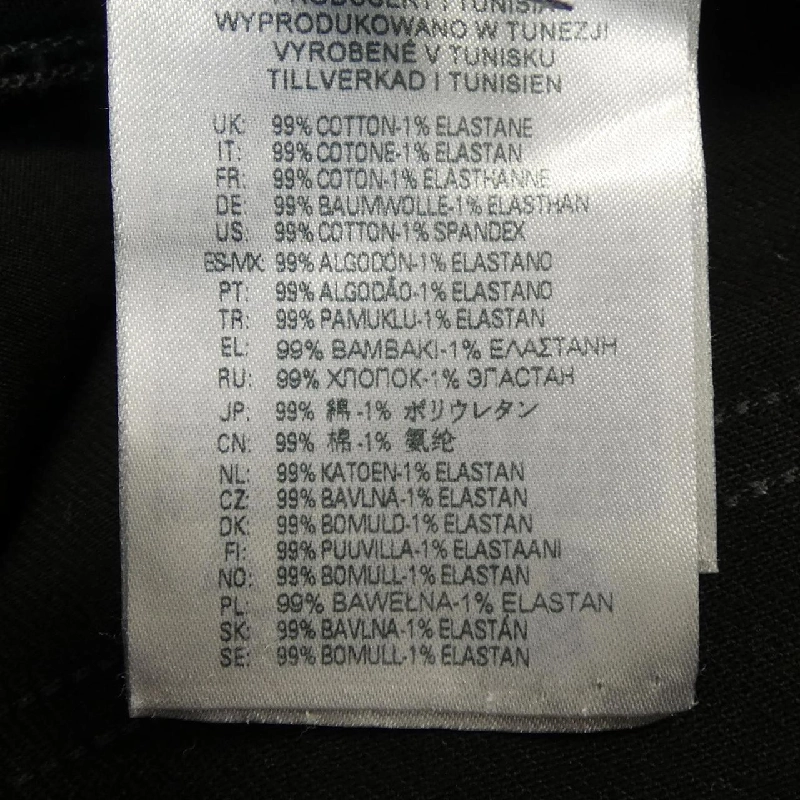 PRODUCERT I TUNISIA
WYPRODUKOWANO W TUNEZJI
VYROBENÉ V TUNISKU
TILLVERKAD I TUNISIEN
UK: 99% COTTON-1% ELASTANE
IT: 99% COTONE-1% ELASTAN
FR: 99% COTON-1% ELASTHANNE
DE: 99% BAUMWOLLE-1% ELASTHAN
US: 99% COTTON-1% SPANDEX
ES-MX: 99% ALGODÓN-1% ELASTANO
PT: 99% ALGODÃO-1% ELASTANO
TR: 99% PAMUKLU-1% ELASTAN
EL: 99% ΒΑΜΒΑΚΙ-1% ΕΛΑΣΤΑΝΗ
RU: 99% ХЛОПОК-1% ЭЛАСТАН
JP: 99% 綿 -1% ポリウレタン
CN: 99% 棉 -1% 氨纶
NL: 99% KATOEN-1% ELASTAN
CZ: 99% BAVLNA-1% ELASTAN
DK: 99% BOMULD-1% ELASTAN
FI: 99% PUUVILLA-1% ELASTAANI
NO: 99% BOMULL-1% ELASTAN
PL: 99% BAWEŁNA-1% ELASTAN
SK: 99% BAVLNA-1% ELASTÁN
SE: 99% BOMULL-1% ELASTAN